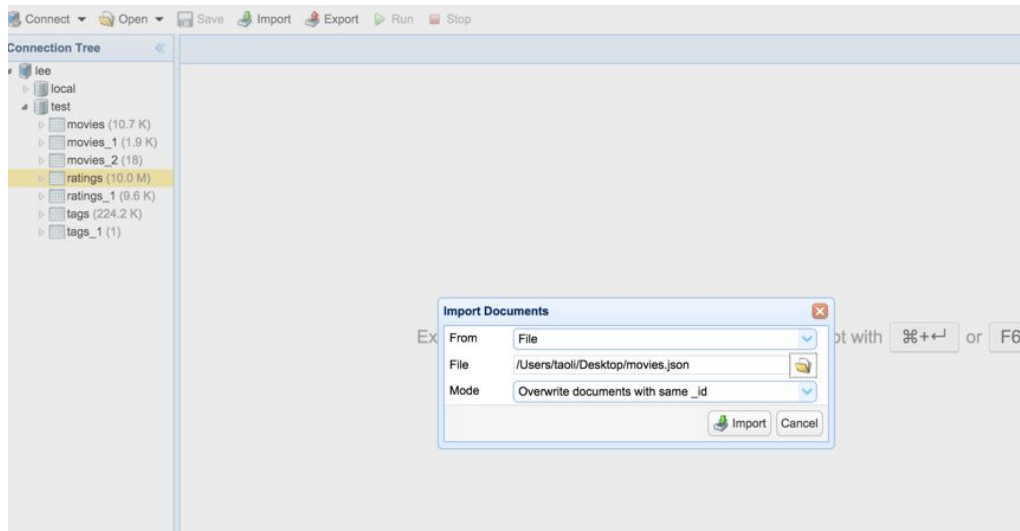 Connect Open Save Import Export Run Stop
Connection Tree
lee
local
test
movies (10.7 K)
movies_1 (1.9 K)
movies_2 (18)
ratings (10.0 M)
ratings_1 (9.6 K)
tags (224.2 K)
tags_1 (1)
Import Documents
From File
File /Users/taoli/Desktop/movies.json
Mode Overwrite documents with same _id
Import Cancel
Ex pt with ⌘+↩ or F6